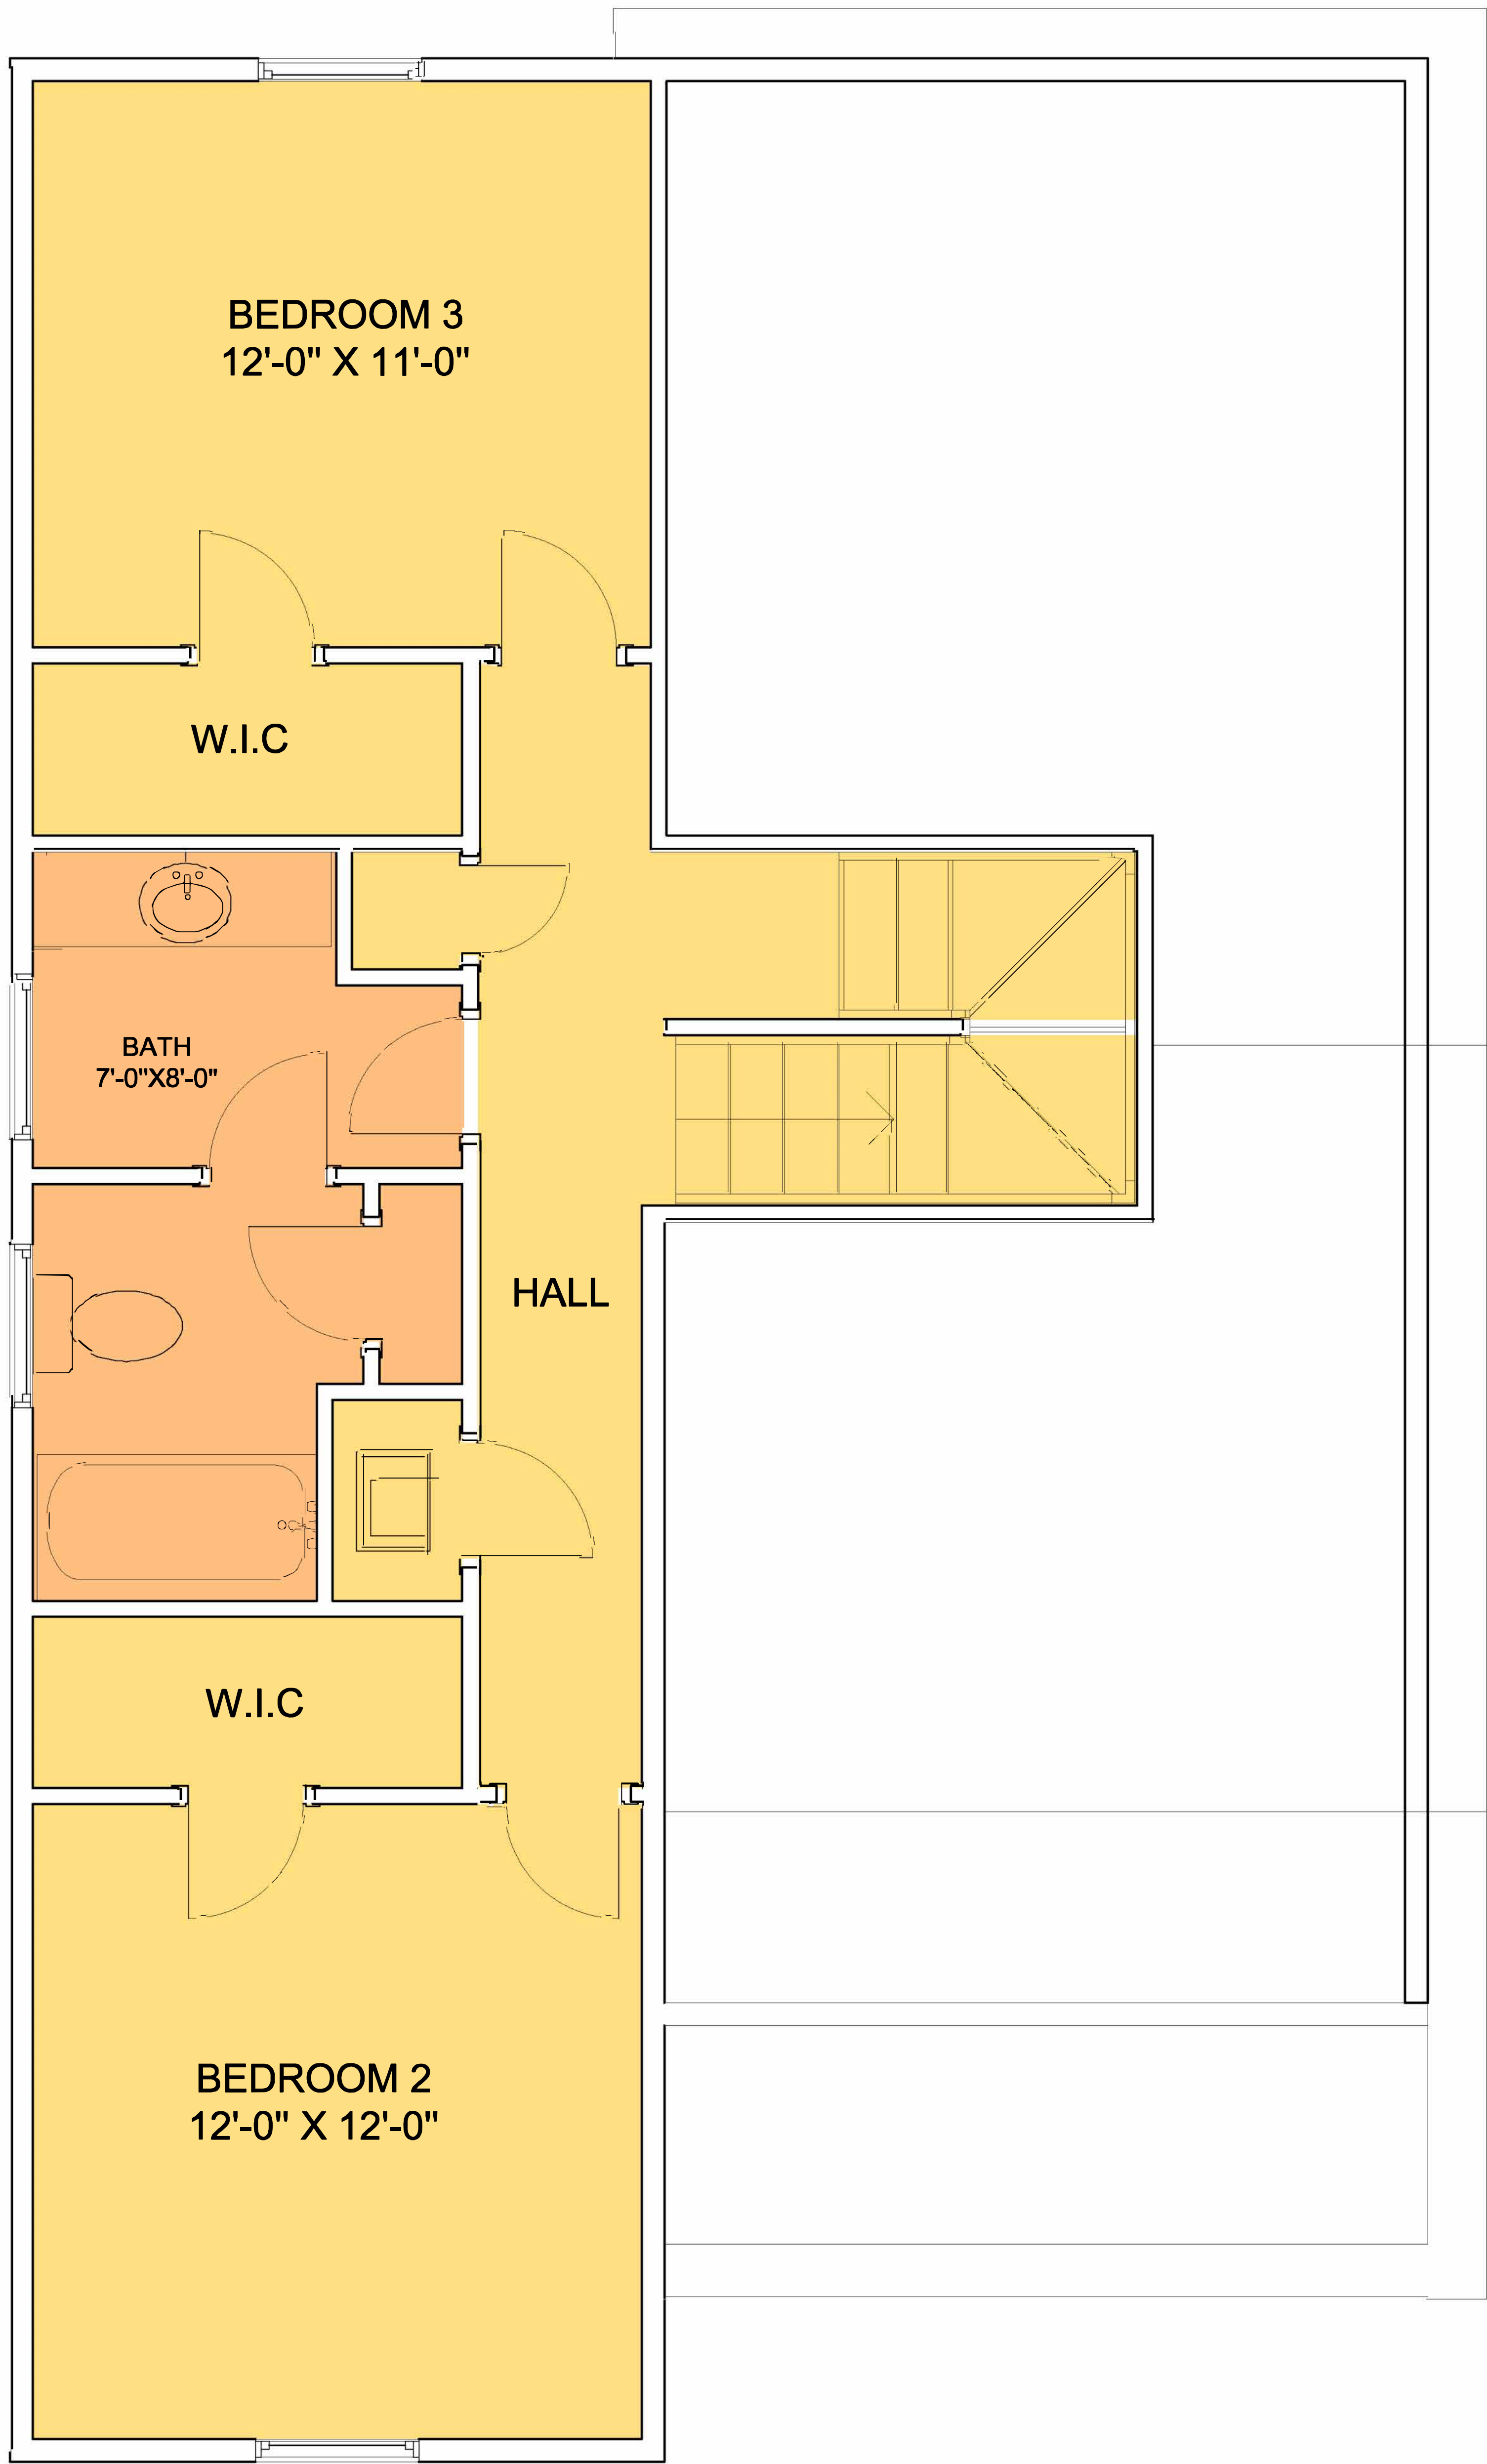 BEDROOM 3
12'-0" X 11'-0"
W.I.C
BATH
7'-0"X8'-0"
HALL
W.I.C
BEDROOM 2
12'-0" X 12'-0"